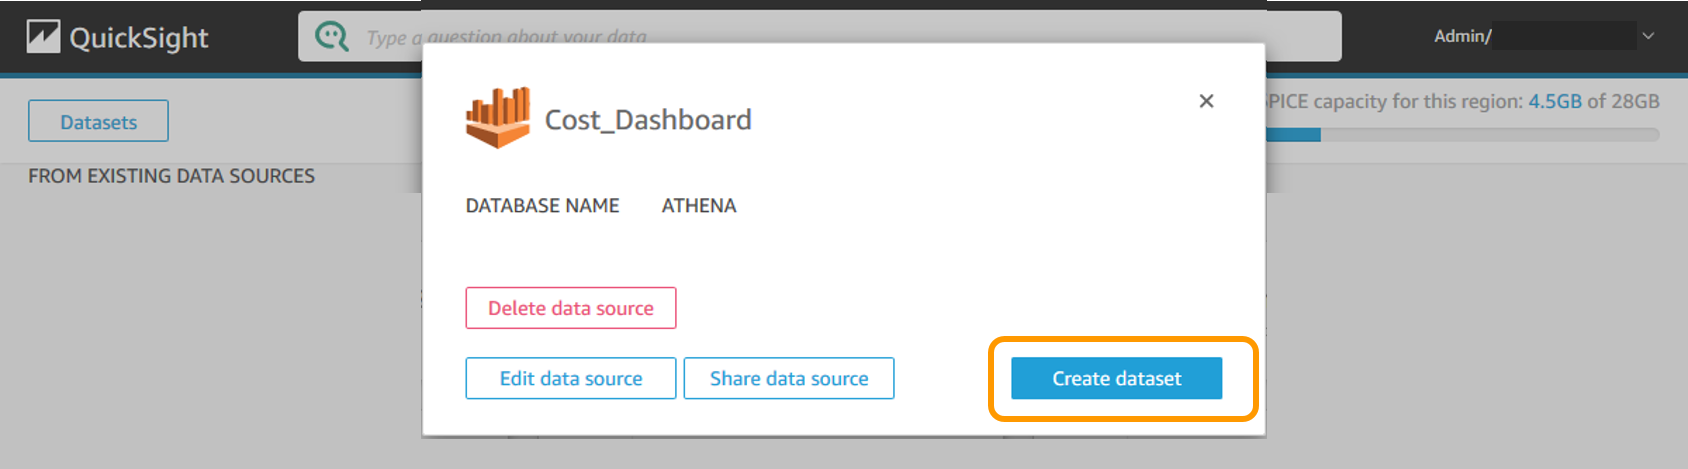 QuickSight
Type a question about your data
Admin/
Datasets
PICE capacity for this region: 4.5GB of 28GB
FROM EXISTING DATA SOURCES
Cost_Dashboard
DATABASE NAME ATHENA
Delete data source
Edit data source
Share data source
Create dataset